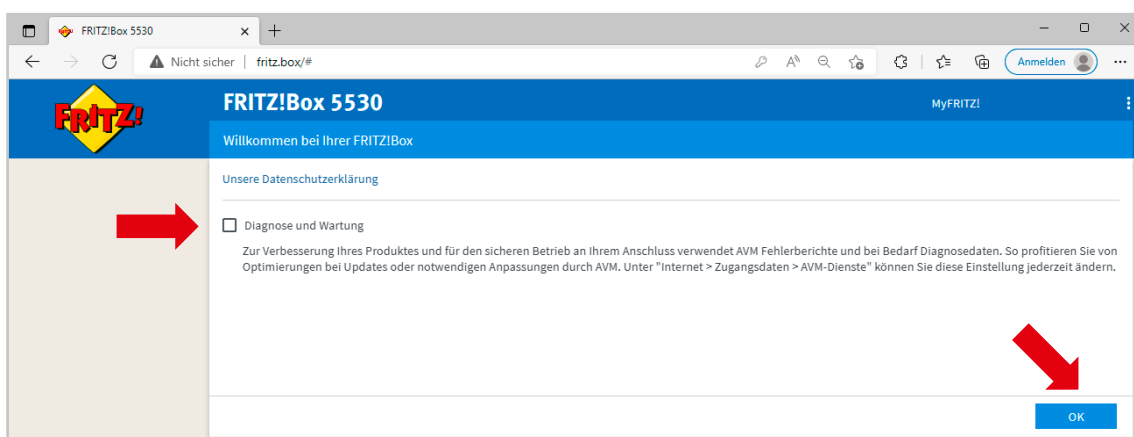 FRITZ!Box 5530
Nicht sicher | fritz.box/#
Anmelden
FRITZ!
FRITZ!Box 5530
MyFRITZ!
Willkommen bei Ihrer FRITZ!Box
Unsere Datenschutzerklärung
Diagnose und Wartung
Zur Verbesserung Ihres Produktes und für den sicheren Betrieb an Ihrem Anschluss verwendet AVM Fehlerberichte und bei Bedarf Diagnosedaten. So profitieren Sie von
Optimierungen bei Updates oder notwendigen Anpassungen durch AVM. Unter "Internet > Zugangsdaten > AVM-Dienste" können Sie diese Einstellung jederzeit ändern.
OK